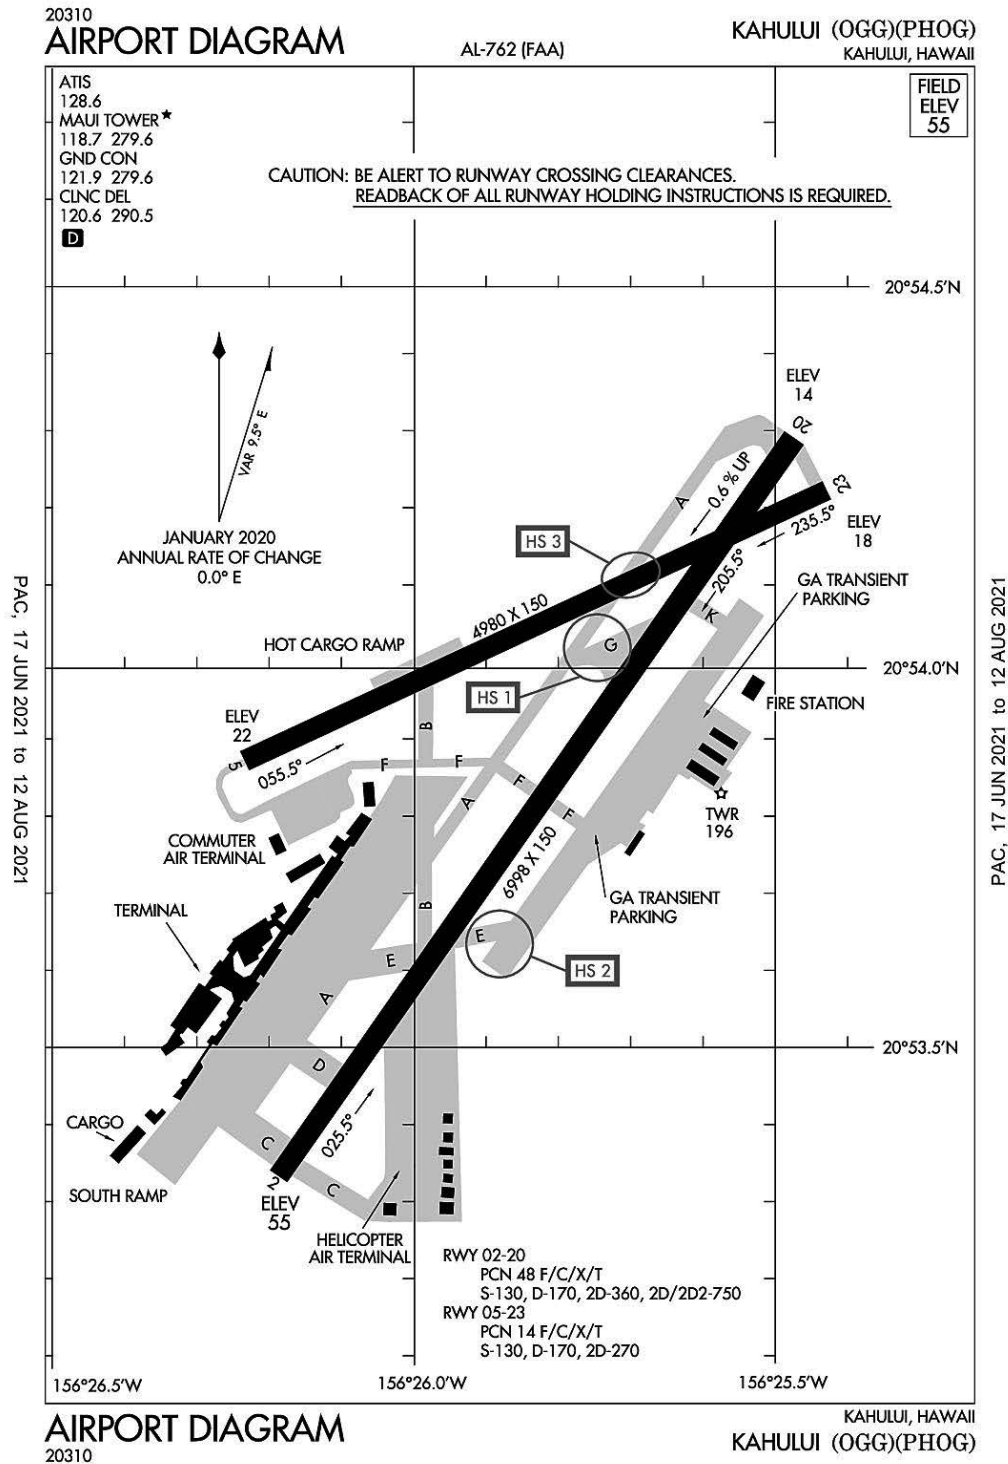 20310
AIRPORT DIAGRAM
AL-762 (FAA)
KAHULUI (OGG)(PHOG)
KAHULUI, HAWAII
ATIS
128.6
MAUI TOWER★
118.7 279.6
GND CON
121.9 279.6
CLNC DEL
120.6 290.5
D
FIELD
ELEV
55
CAUTION: BE ALERT TO RUNWAY CROSSING CLEARANCES.
READBACK OF ALL RUNWAY HOLDING INSTRUCTIONS IS REQUIRED.
20°54.5'N
VAR 9.5° E
JANUARY 2020
ANNUAL RATE OF CHANGE
0.0° E
ELEV
14
20
A
0.6% UP
23
235.5°
ELEV
18
HS 3
205.5°
GA TRANSIENT
PARKING
4980 X 150
K
HOT CARGO RAMP
G
20°54.0'N
HS 1
FIRE STATION
ELEV
22
B
5
055.5°
F
F
F
F
A
TWR
196
COMMUTER
AIR TERMINAL
6998 X 150
GA TRANSIENT
PARKING
TERMINAL
B
E
E
HS 2
A
20°53.5'N
D
CARGO
025.5°
C
C
SOUTH RAMP
2
ELEV
55
HELICOPTER
AIR TERMINAL
RWY 02-20
PCN 48 F/C/X/T
S-130, D-170, 2D-360, 2D/2D2-750
RWY 05-23
PCN 14 F/C/X/T
S-130, D-170, 2D-270
156°26.5'W
156°26.0'W
156°25.5'W
PAC, 17 JUN 2021 to 12 AUG 2021
PAC, 17 JUN 2021 to 12 AUG 2021
AIRPORT DIAGRAM
20310
KAHULUI, HAWAII
KAHULUI (OGG)(PHOG)